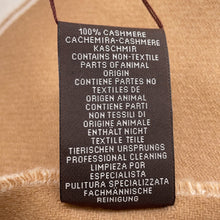 100% CASHMERE
CACHEMIRA-CASHMERE
KASCHMIR
CONTAINS NON-TEXTILE
PARTS OF ANIMAL
ORIGIN
CONTIENE PARTES NO
TEXTILES DE
ORIGEN ANIMAL
CONTIENE PARTI
NON TESSILI DI
ORIGINE ANIMALE
ENTHALT NICHT
TEXTILE TEILE
TIERISCHEN URSPRUNGS
PROFESSIONAL CLEANING
LIMPIEZA POR
ESPECIALISTA
PULITURA SPECIALIZZATA
FACHMÄNNISCHE
REINIGUNG